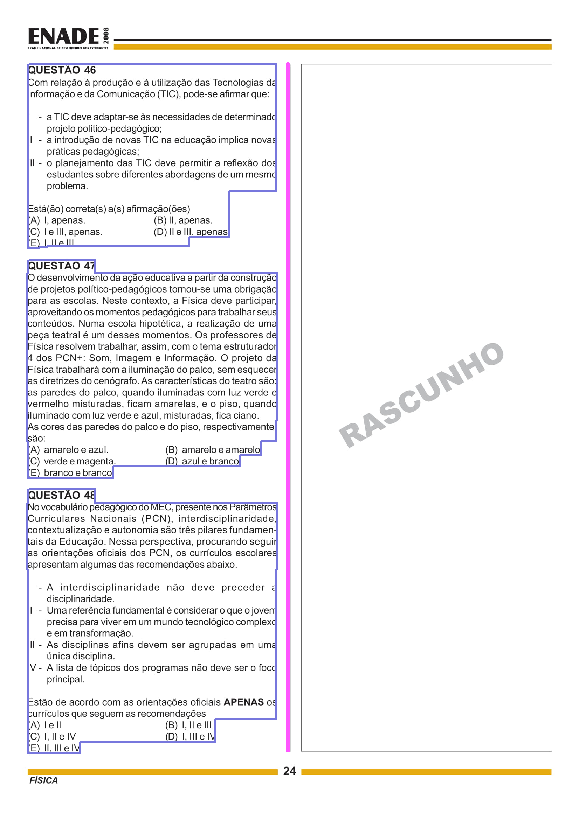 ENADE 2008
QUESTÃO 46
Com relação à produção e à utilização das Tecnologias da
Informação e da Comunicação (TIC), pode-se afirmar que:
I - a TIC deve adaptar-se às necessidades de determinado
projeto político-pedagógico;
II - a introdução de novas TIC na educação implica novas
práticas pedagógicas;
III - o planejamento das TIC deve permitir a reflexão dos
estudantes sobre diferentes abordagens de um mesmo
problema.
Está(ão) correta(s) a(s) afirmação(ões)
(A) I, apenas. (B) II, apenas.
(C) I e III, apenas. (D) II e III, apenas.
(E) I, II e III.
QUESTÃO 47
O desenvolvimento da ação educativa a partir da construção
de projetos político-pedagógicos tornou-se uma obrigação
para as escolas. Neste contexto, a Física deve participar,
aproveitando os momentos pedagógicos para trabalhar seus
conteúdos. Numa escola hipotética, a realização de uma
peça teatral é um desses momentos. Os professores de
Física resolvem trabalhar, assim, com o tema estruturador
4 dos PCN+: Som, Imagem e Informação. O projeto da
Física trabalhará com a iluminação do palco, sem esquecer
as diretrizes do cenógrafo. As características do teatro são:
as paredes do palco, quando iluminadas com luz verde e
vermelho misturadas, ficam amarelas, e o piso, quando
iluminado com luz verde e azul, misturadas, fica ciano.
As cores das paredes do palco e do piso, respectivamente,
são:
(A) amarelo e azul. (B) amarelo e amarelo.
(C) verde e magenta. (D) azul e branco.
(E) branco e branco.
QUESTÃO 48
No vocabulário pedagógico do MEC, presente nos Parâmetros
Curriculares Nacionais (PCN), interdisciplinaridade,
contextualização e autonomia são três pilares fundamen-
tais da Educação. Nessa perspectiva, procurando seguir
as orientações oficiais dos PCN, os currículos escolares
apresentam algumas das recomendações abaixo.
I - A interdisciplinaridade não deve preceder a
disciplinaridade.
II - Uma referência fundamental é considerar o que o jovem
precisa para viver em um mundo tecnológico complexo
e em transformação.
III - As disciplinas afins devem ser agrupadas em uma
única disciplina.
IV - A lista de tópicos dos programas não deve ser o foco
principal.
Estão de acordo com as orientações oficiais APENAS os
currículos que seguem as recomendações
(A) I e II (B) I, II e III
(C) I, II e IV (D) I, III e IV
(E) II, III e IV
RASCUNHO
24
FÍSICA